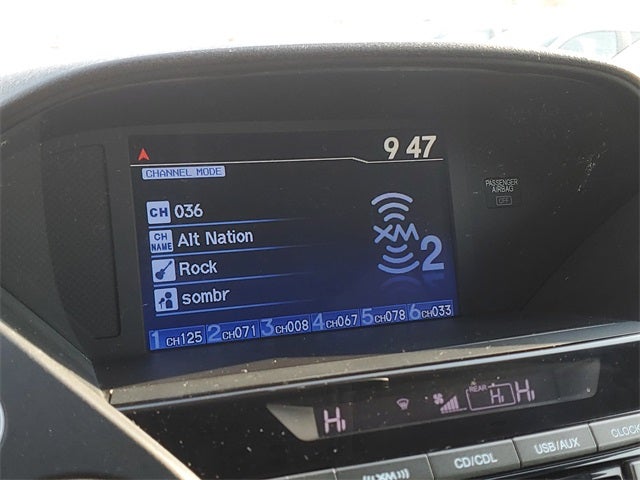 9 47
CHANNEL MODE
CH 036
CH NAME Alt Nation
Rock
sombr
XM 2
1 CH125 2 CH071 3 CH008 4 CH067 5 CH078 6 CH033
PASSENGER
AIRBAG
OFF
REAR
Hi Hi Hi
XM CD/CDL USB/AUX CLOCK